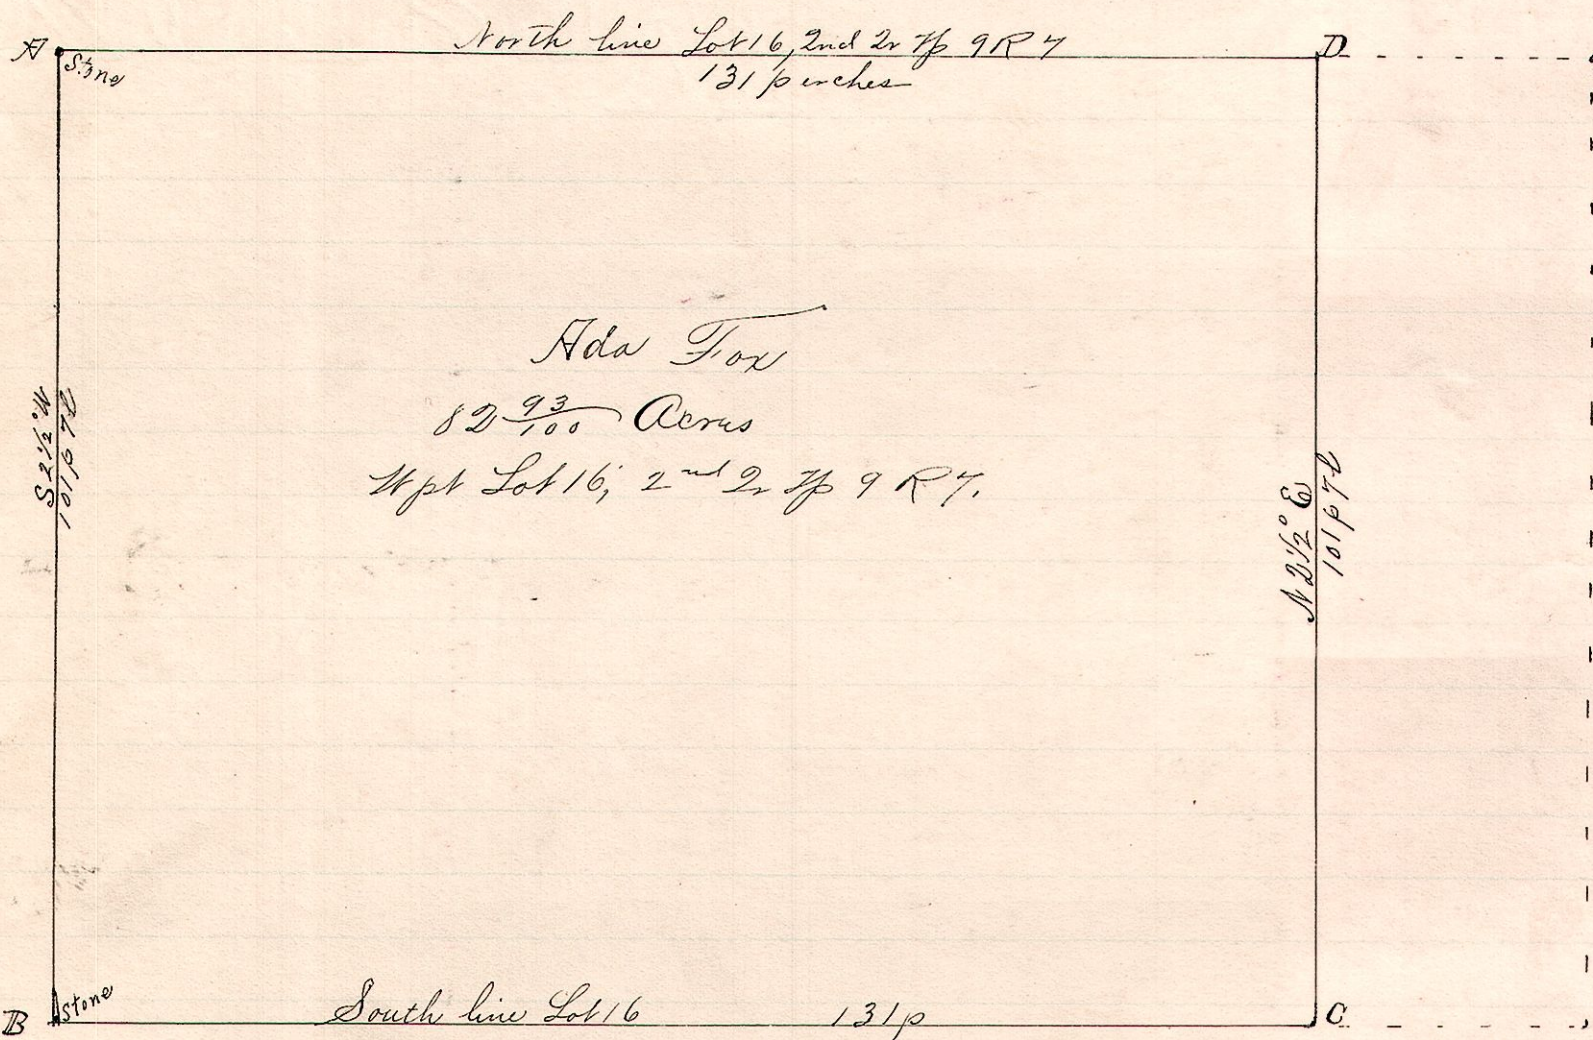 North line Lot 16, 2nd Qr Tp 9 R 7
131 perches
A
Stone
D
S 2½° W
101 p 7 l
Ada Fox
82 93/100 Acres
W pt Lot 16, 2nd Qr Tp 9 R 7.
N 2½° E
101 p 7 l
B
Stone
South line Lot 16 131 p
C